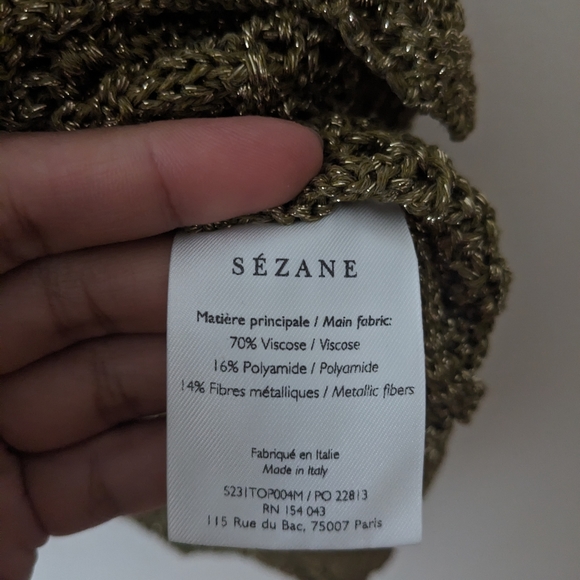 SÉZANE
Matière principale / Main fabric:
70% Viscose / Viscose
16% Polyamide / Polyamide
14% Fibres métalliques / Metallic fibers
Fabriqué en Italie
Made in Italy
S231TOP004M / PO 22813
RN 154 043
115 Rue du Bac, 75007 Paris